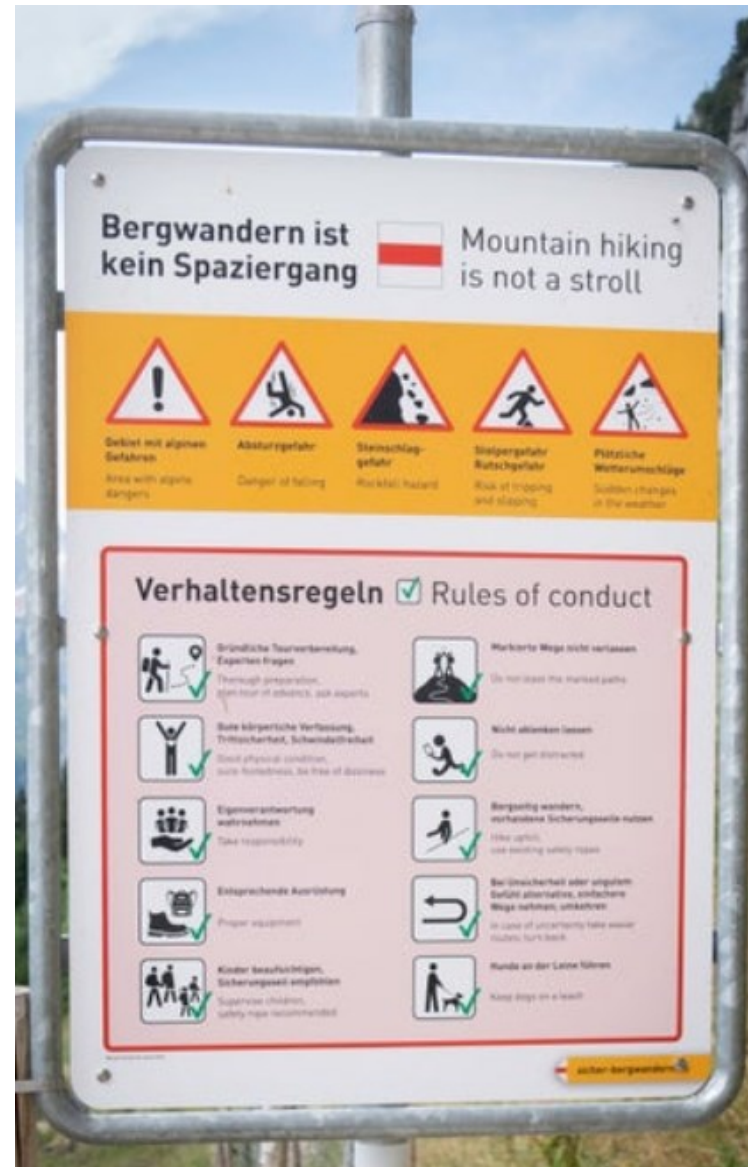 Bergwandern ist
kein Spaziergang
Mountain hiking
is not a stroll
Gebiet mit alpinen
Gefahren
Area with alpine
dangers
Absturzgefahr
Danger of falling
Steinschlag-
gefahr
Rockfall hazard
Stolpergefahr
Rutschgefahr
Risk of tripping
and slipping
Plötzliche
Wetterumschläge
Sudden changes
in the weather
Verhaltensregeln
Rules of conduct
Gründliche Tourvorbereitung,
Experten fragen
Thorough preparation,
plan tour in advance, ask experts
Gute körperliche Verfassung,
Trittsicherheit, Schwindelfreiheit
Good physical condition,
sure-footedness, be free of dizziness
Eigenverantwortung
wahrnehmen
Take responsibility
Entsprechende Ausrüstung
Proper equipment
Kinder beaufsichtigen,
Sicherungsseil empfohlen
Supervise children,
safety rope recommended
Markierte Wege nicht verlassen
Do not leave the marked paths
Nicht ablenken lassen
Do not get distracted
Bergseitig wandern,
vorhandene Sicherungsseile nutzen
Hike uphill,
use existing safety ropes
Bei Unsicherheit oder ungutem
Gefühl alternative, einfachere
Wege nehmen, umkehren
In case of uncertainty take easier
routes, turn back
Hunde an der Leine führen
Keep dogs on a leash
sicher-bergwandern